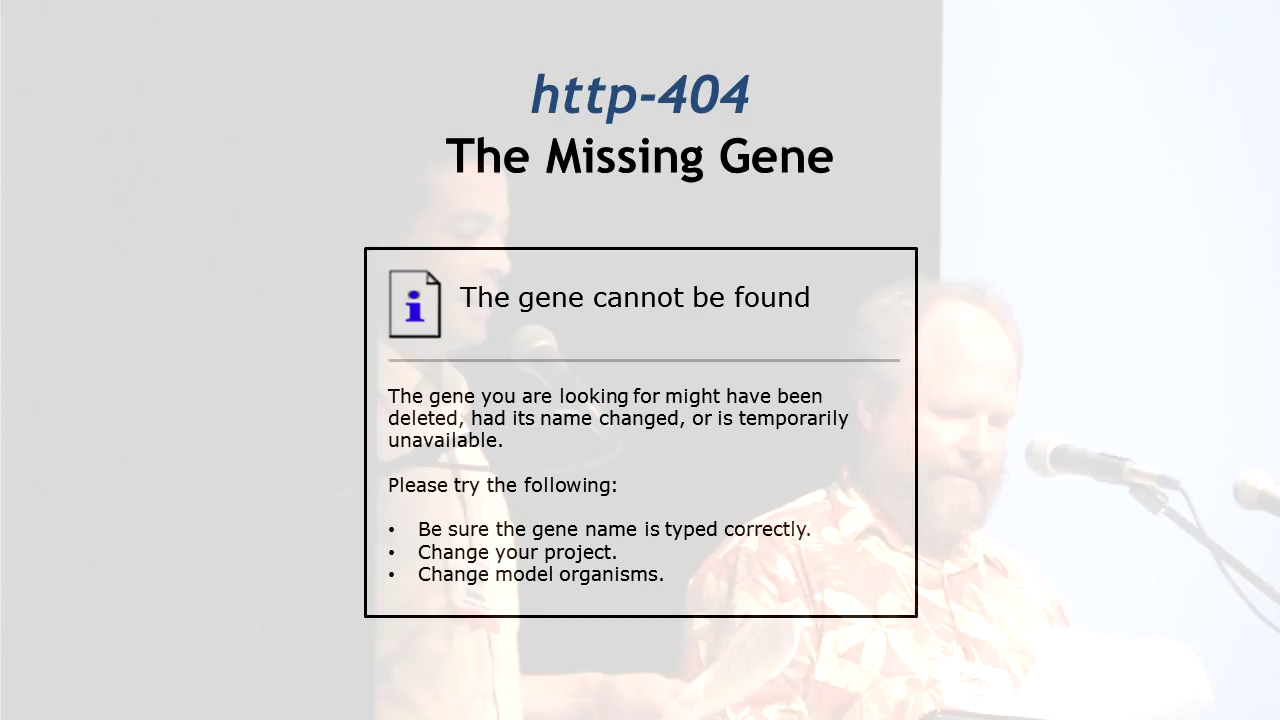 http-404
The Missing Gene
The gene cannot be found
The gene you are looking for might have been
deleted, had its name changed, or is temporarily
unavailable.
Please try the following:
• Be sure the gene name is typed correctly.
• Change your project.
• Change model organisms.